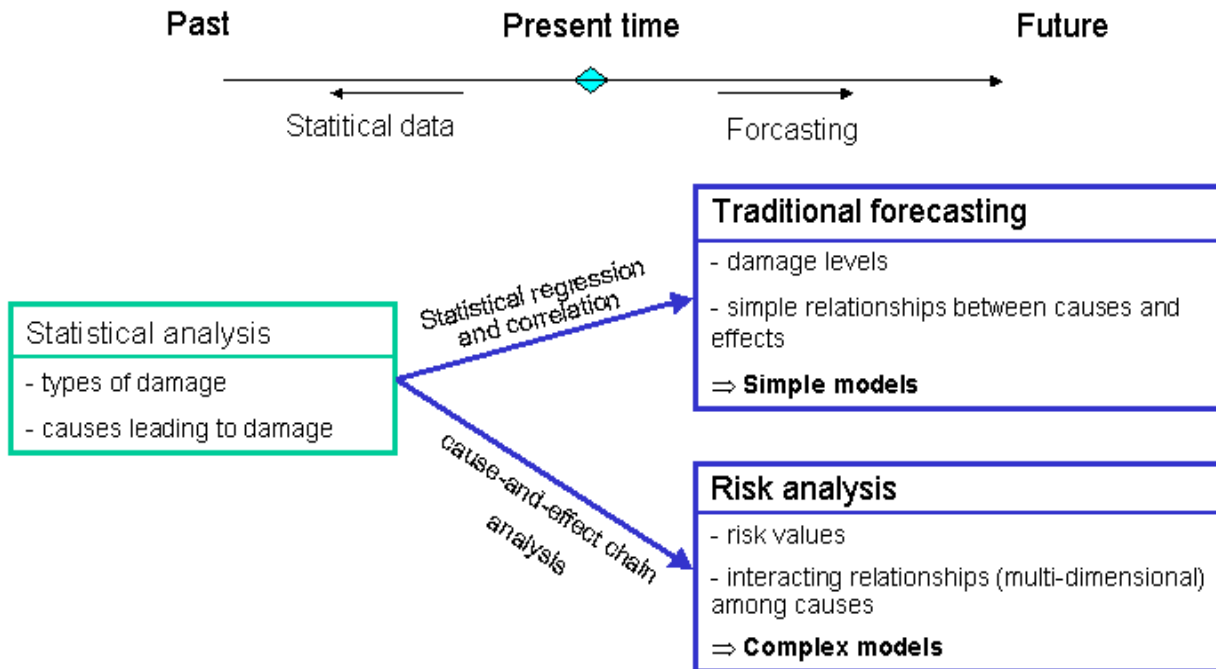 Past Present time Future
Statitical data Forcasting
Traditional forecasting
- damage levels
- simple relationships between causes and
effects
⇒ Simple models
Statistical regression
and correlation
Statistical analysis
- types of damage
- causes leading to damage
cause-and-effect chain
analysis
Risk analysis
- risk values
- interacting relationships (multi-dimensional)
among causes
⇒ Complex models